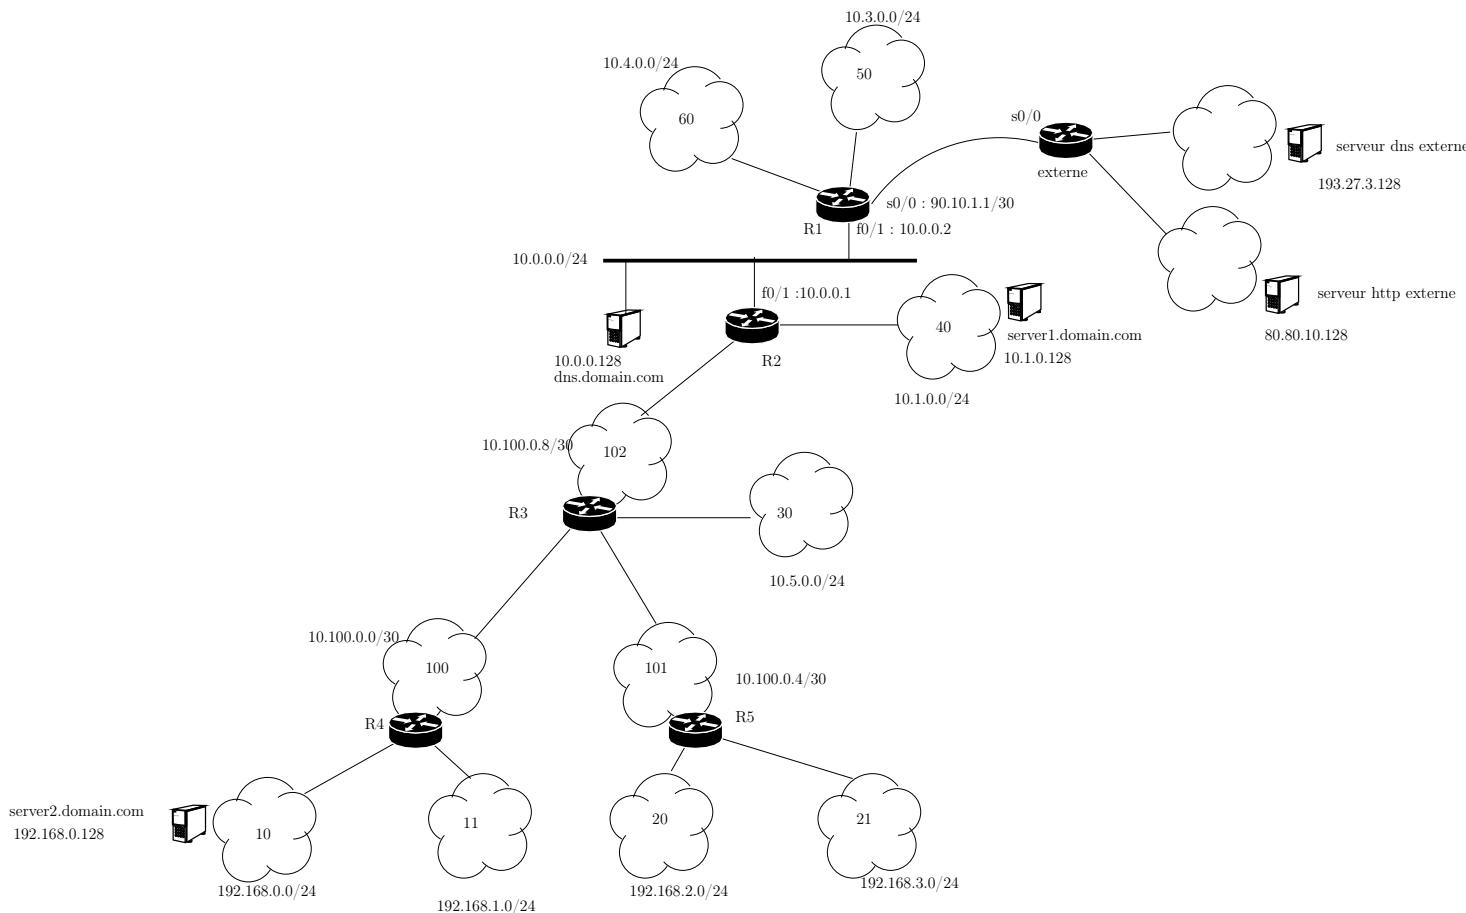 10.3.0.0/24
10.4.0.0/24
50
60
s0/0
serveur dns externe
externe
193.27.3.128
s0/0 : 90.10.1.1/30
R1
f0/1 : 10.0.0.2
10.0.0.0/24
f0/1 :10.0.0.1
serveur http externe
40
server1.domain.com
80.80.10.128
10.0.0.128
dns.domain.com
R2
10.1.0.128
10.1.0.0/24
10.100.0.8/30
102
R3
30
10.5.0.0/24
10.100.0.0/30
100
101
10.100.0.4/30
R4
R5
server2.domain.com
192.168.0.128
10
11
20
21
192.168.0.0/24
192.168.1.0/24
192.168.2.0/24
192.168.3.0/24